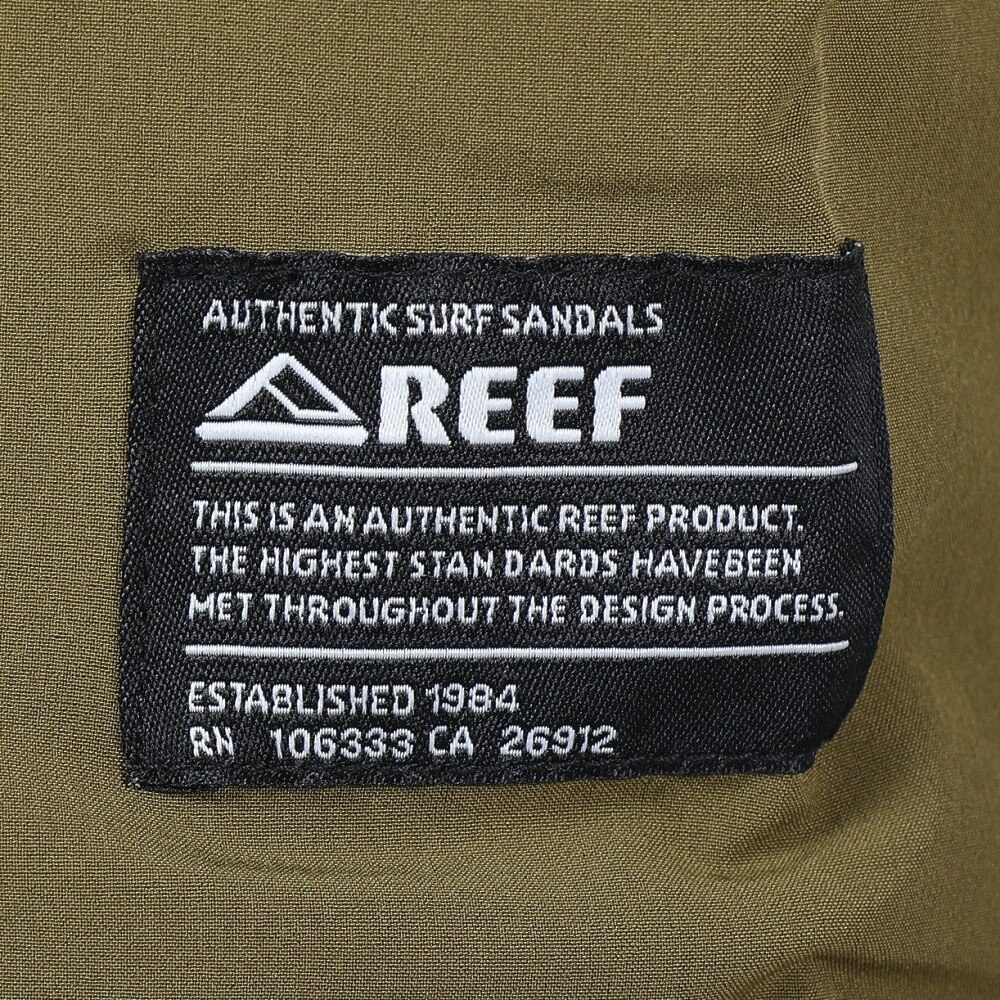 AUTHENTIC SURF SANDALS
REEF
THIS IS AN AUTHENTIC REEF PRODUCT.
THE HIGHEST STAN DARDS HAVEBEEN
MET THROUGHOUT THE DESIGN PROCESS.
ESTABLISHED 1984
RN 106333 CA 26912